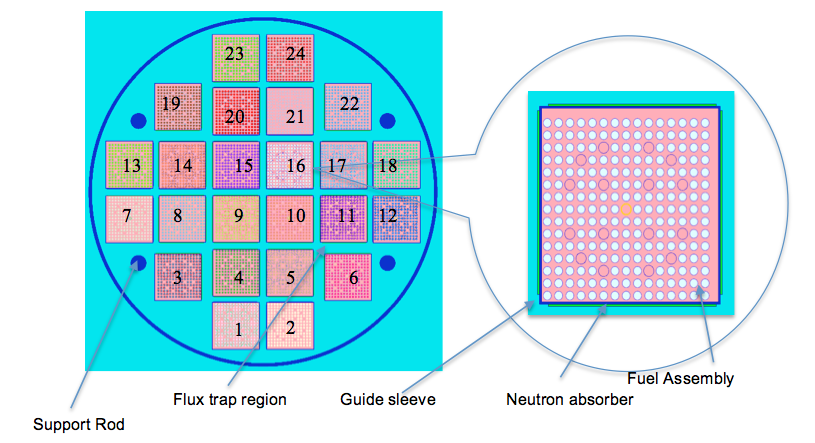 23 24
19 20 21 22
13 14 15 16 17 18
7 8 9 10 11 12
3 4 5 6
1 2
Fuel Assembly
Flux trap region Guide sleeve Neutron absorber
Support Rod